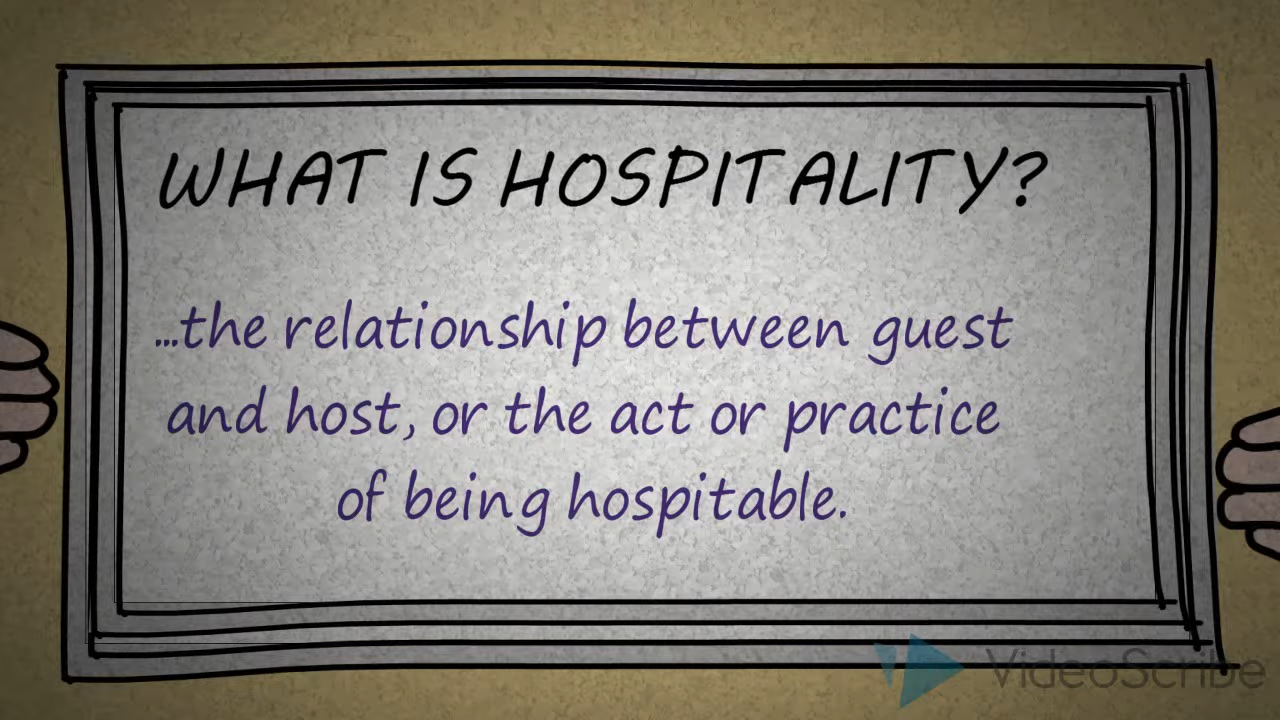 WHAT IS HOSPITALITY?
...the relationship between guest
and host, or the act or practice
of being hospitable.
VideoScribe